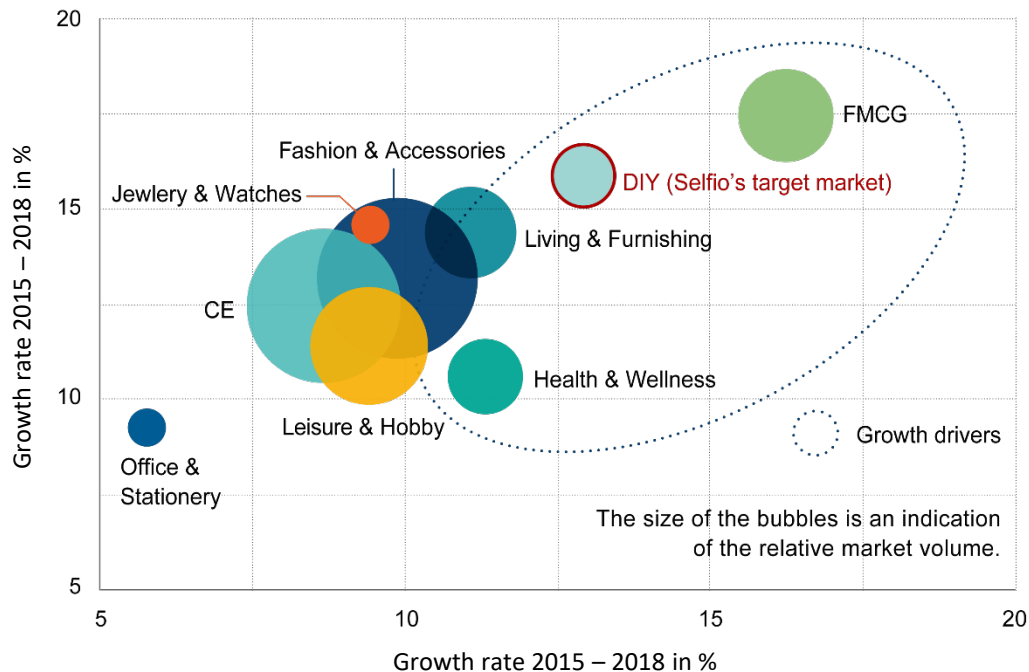 Growth rate 2015 – 2018 in %
20
15
10
5
Fashion & Accessories
Jewlery & Watches
CE
Leisure & Hobby
Office &
Stationery
FMCG
DIY (Selfio's target market)
Living & Furnishing
Health & Wellness
Growth drivers
The size of the bubbles is an indication
of the relative market volume.
5
10
15
20
Growth rate 2015 – 2018 in %